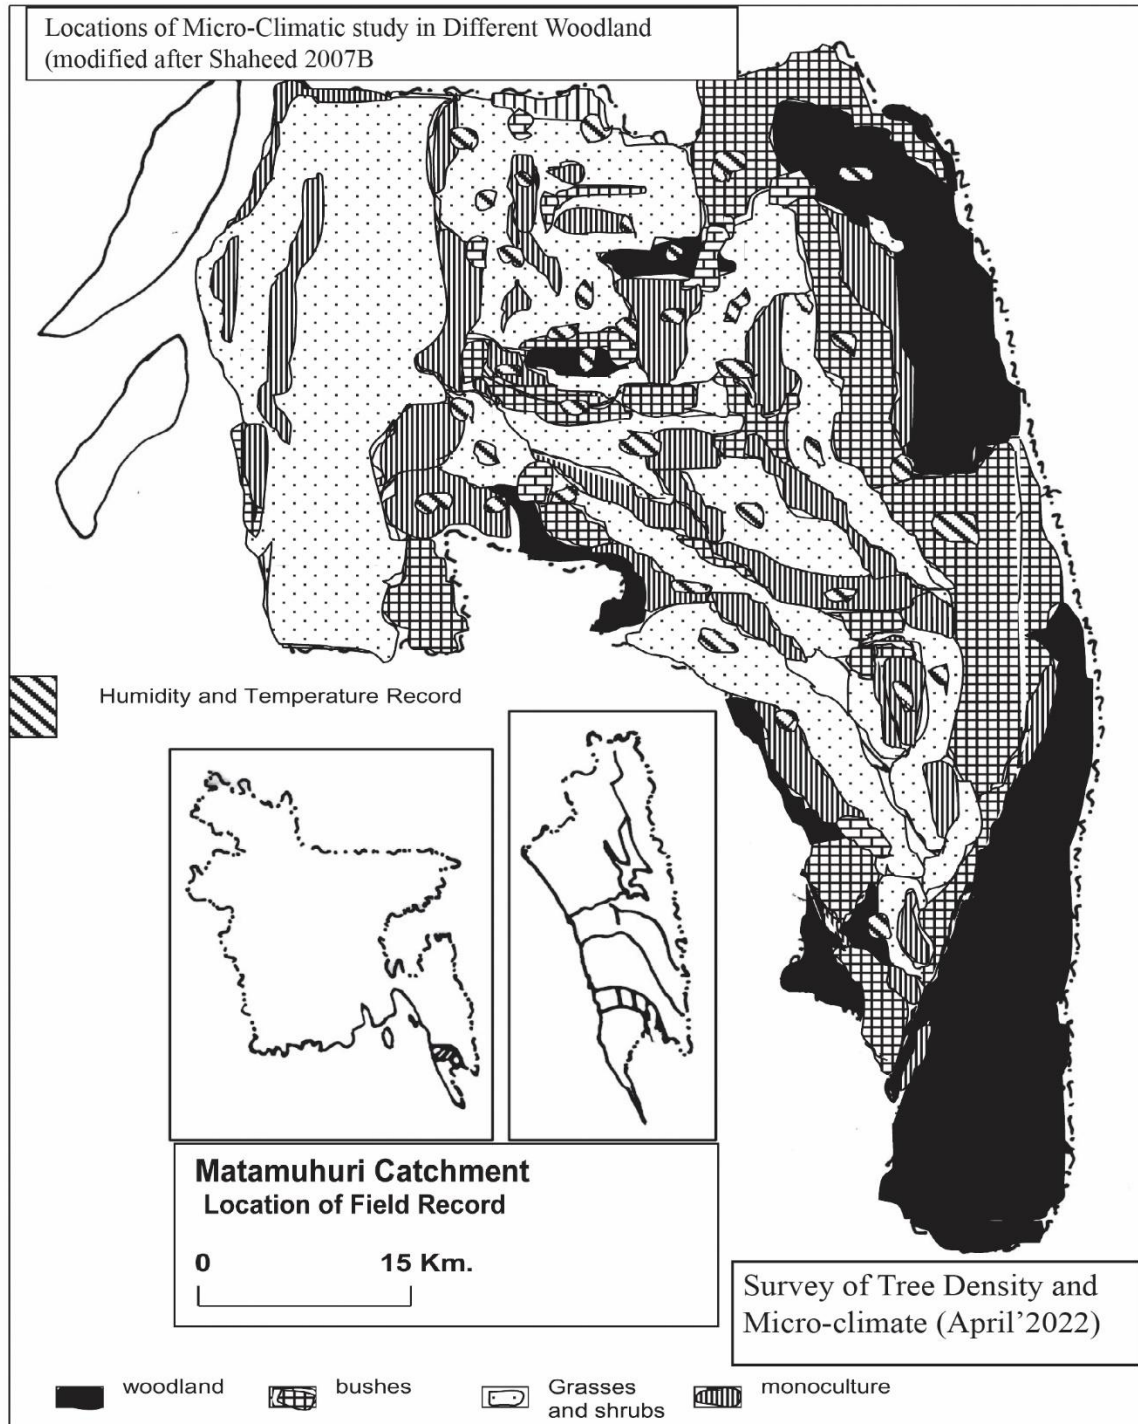 Locations of Micro-Climatic study in Different Woodland
(modified after Shaheed 2007B
Humidity and Temperature Record
Matamuhuri Catchment
Location of Field Record
0 15 Km.
Survey of Tree Density and
Micro-climate (April’2022)
woodland bushes Grasses and shrubs monoculture